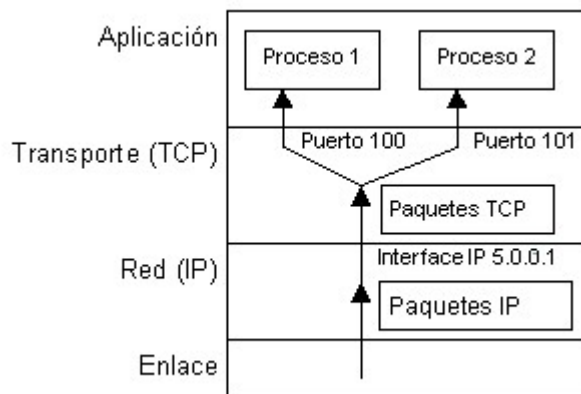 Aplicación
Proceso 1
Proceso 2
Transporte (TCP)
Puerto 100
Puerto 101
Paquetes TCP
Red (IP)
Interface IP 5.0.0.1
Paquetes IP
Enlace